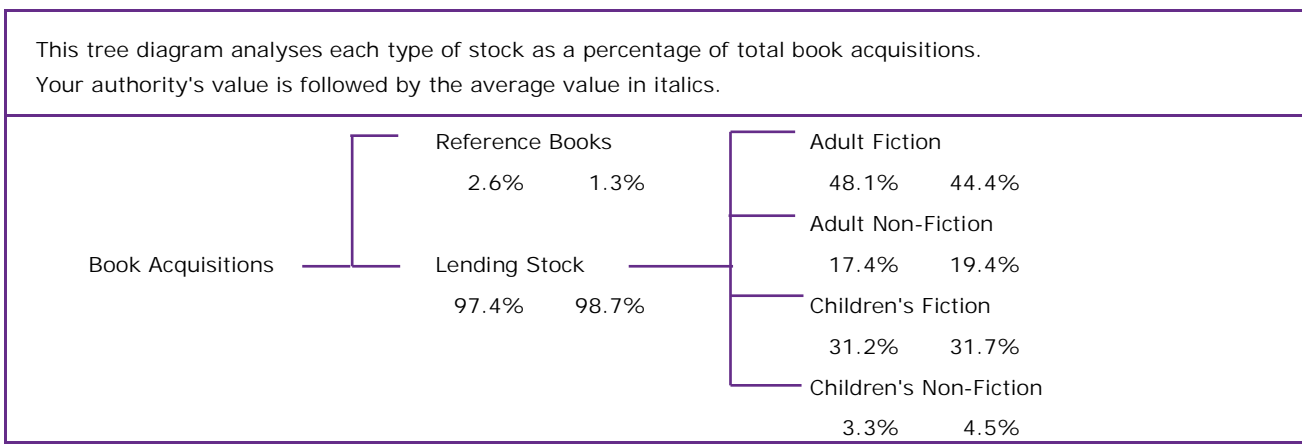 This tree diagram analyses each type of stock as a percentage of total book acquisitions.
Your authority's value is followed by the average value in italics.
Reference Books
2.6% 1.3%
Book Acquisitions
Lending Stock
97.4% 98.7%
Adult Fiction
48.1% 44.4%
Adult Non-Fiction
17.4% 19.4%
Children's Fiction
31.2% 31.7%
Children's Non-Fiction
3.3% 4.5%